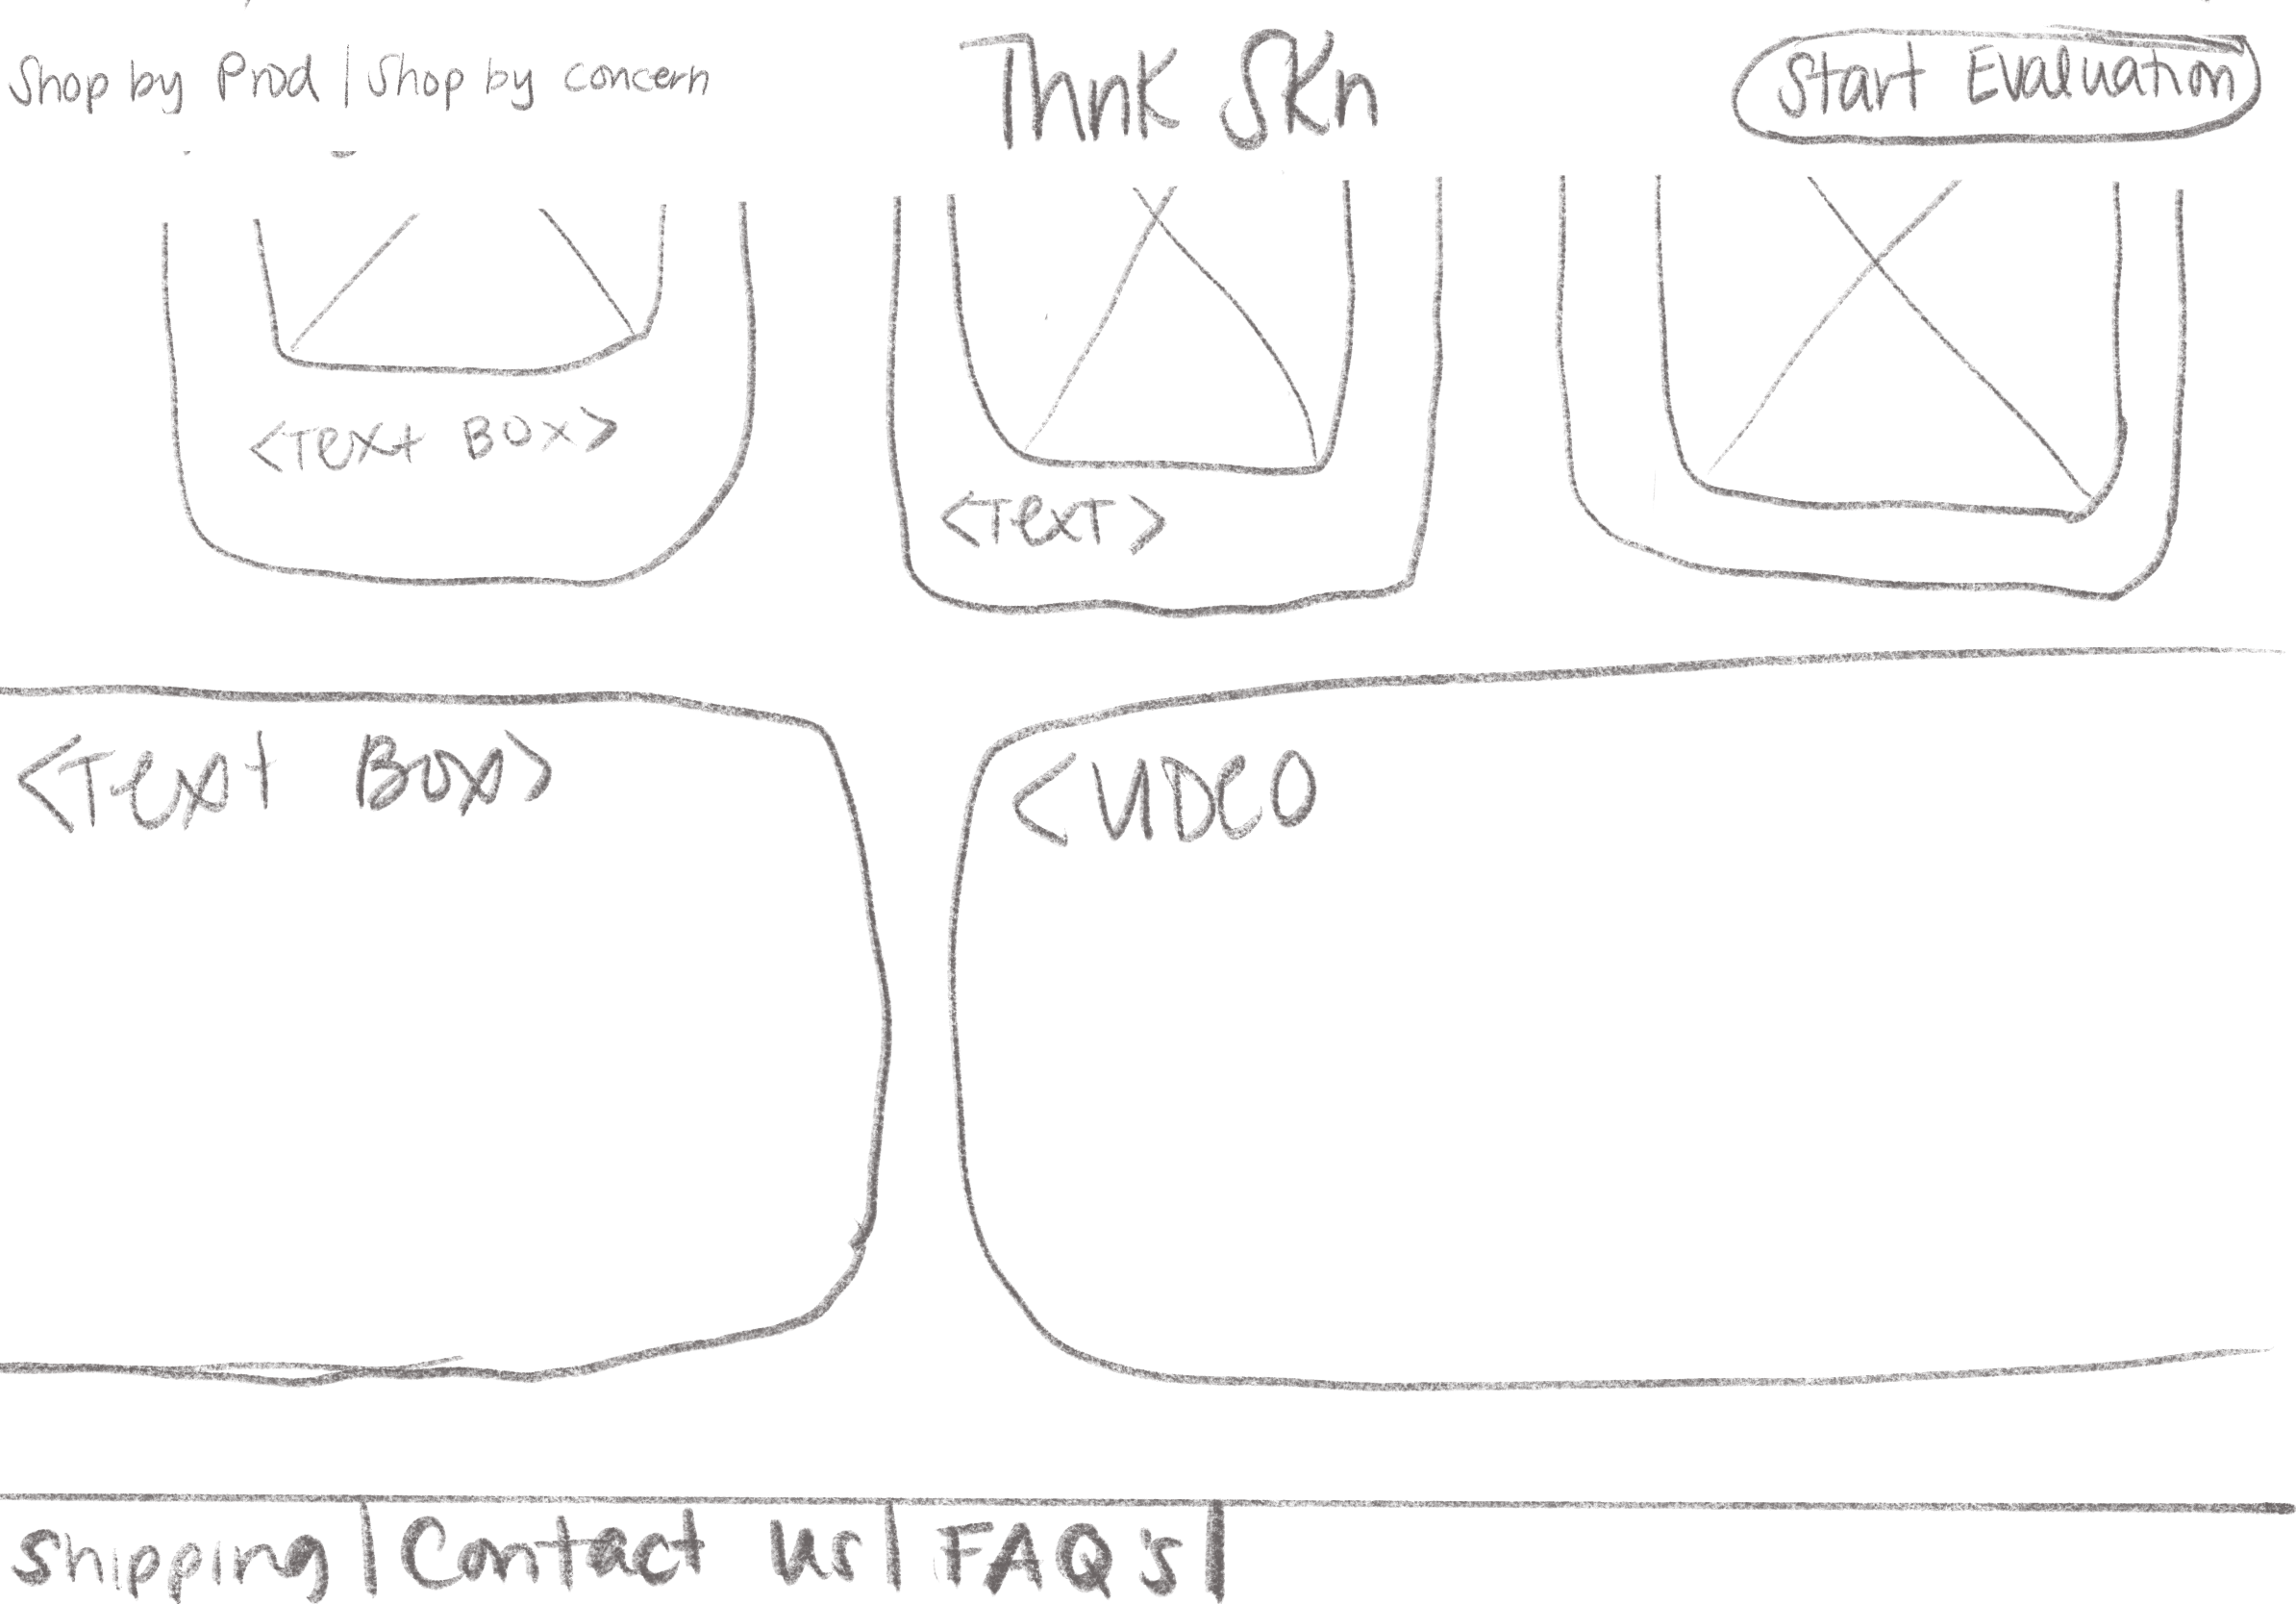 Shop by Prod | Shop by concern
Thnk Skn
Start Evaluation
<Text Box>
<Text>
<Text Box>
<VIDEO
Shipping | Contact us | FAQ's |